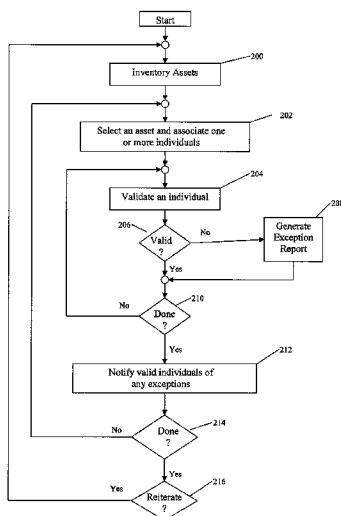 Start
200
Inventory Assets
202
Select an asset and associate one
or more individuals
204
Validate an individual
206
Valid
?
No
Yes
Generate
Exception
Report
210
No
Done
?
Yes
212
Notify valid individuals of
any exceptions
No
Done
?
214
Yes
Yes
Reiterate
?
216